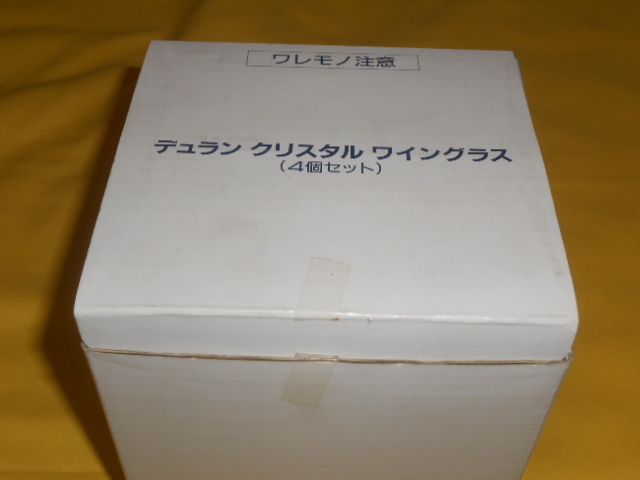 ワレモノ注意
デュラン クリスタル ワイングラス
(4個セット)